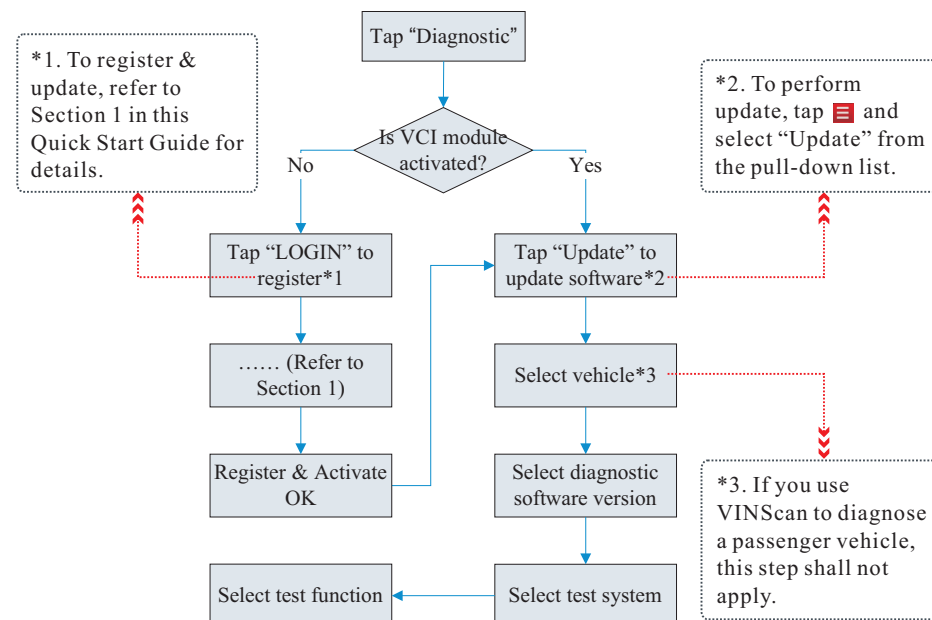 Tap “Diagnostic”
*1. To register &
update, refer to
Section 1 in this
Quick Start Guide for
details.
*2. To perform
update, tap and
select “Update” from
the pull-down list.
Is VCI module
activated?
No
Yes
Tap “LOGIN” to
register*1
Tap “Update” to
update software*2
…… (Refer to
Section 1)
Select vehicle*3
Register & Activate
OK
Select diagnostic
software version
*3. If you use
VINScan to diagnose
a passenger vehicle,
this step shall not
apply.
Select test function
Select test system